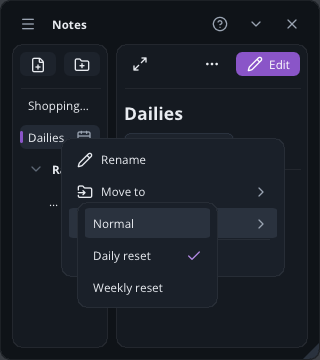 Notes
Edit
Shopping...
Dailies
Dailies
...
Rename
Move to
Normal
Daily reset
Weekly reset